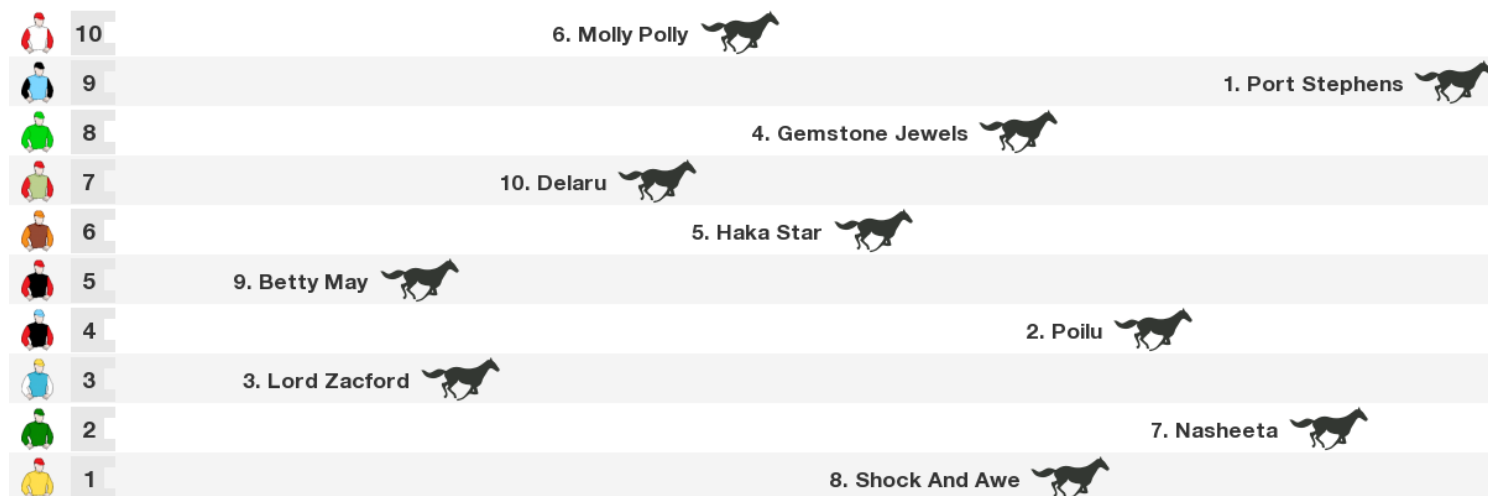 10 6. Molly Polly
9 1. Port Stephens
8 4. Gemstone Jewels
7 10. Delaru
6 5. Haka Star
5 9. Betty May
4 2. Poilu
3 3. Lord Zacford
2 7. Nasheeta
1 8. Shock And Awe